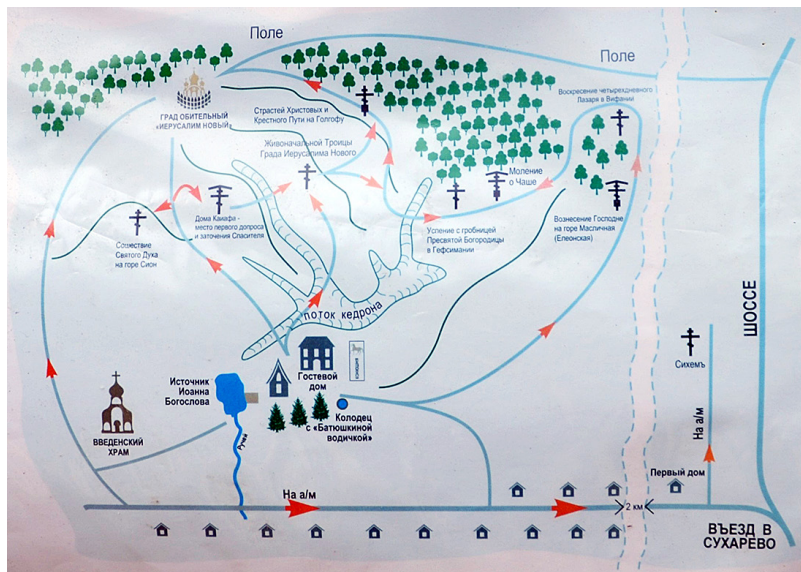 Поле
Поле
ГРАД ОБИТЕЛЬНЫЙ
«ИЕРУСАЛИМ НОВЫЙ»
Страстей Христовых и
Крестного Пути на Голгофу
Воскресение четырехдневного
Лазаря в Вифании
Живоначальной Троицы
Града Иерусалима Нового
Моление
о Чаше
Дома Каиафа -
место первого допроса
и заточения Спасителя
Сошествие
Святого Духа
на горе Сион
Успение с гробницей
Пресвятой Богородицы
в Гефсимании
Вознесение Господне
на горе Масличная
(Елеонская)
ПОТОК КЕДРОНА
ШОССЕ
Сихемъ
Гостевой
дом
Источник
Иоанна
Богослова
Колодец
с «Батюшкиной
водичкой»
ВВЕДЕНСКИЙ
ХРАМ
Ручей
На а/м
Первый дом
На а/м
2 км
ВЪЕЗД В
СУХАРЕВО